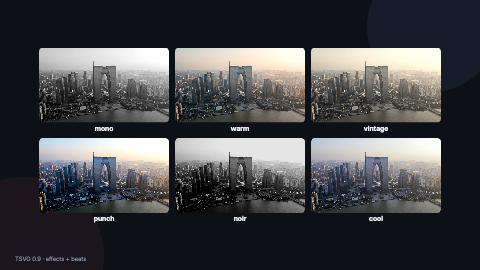 mono
warm
vintage
punch
noir
cool
TSVG 0.9 · effects + beats